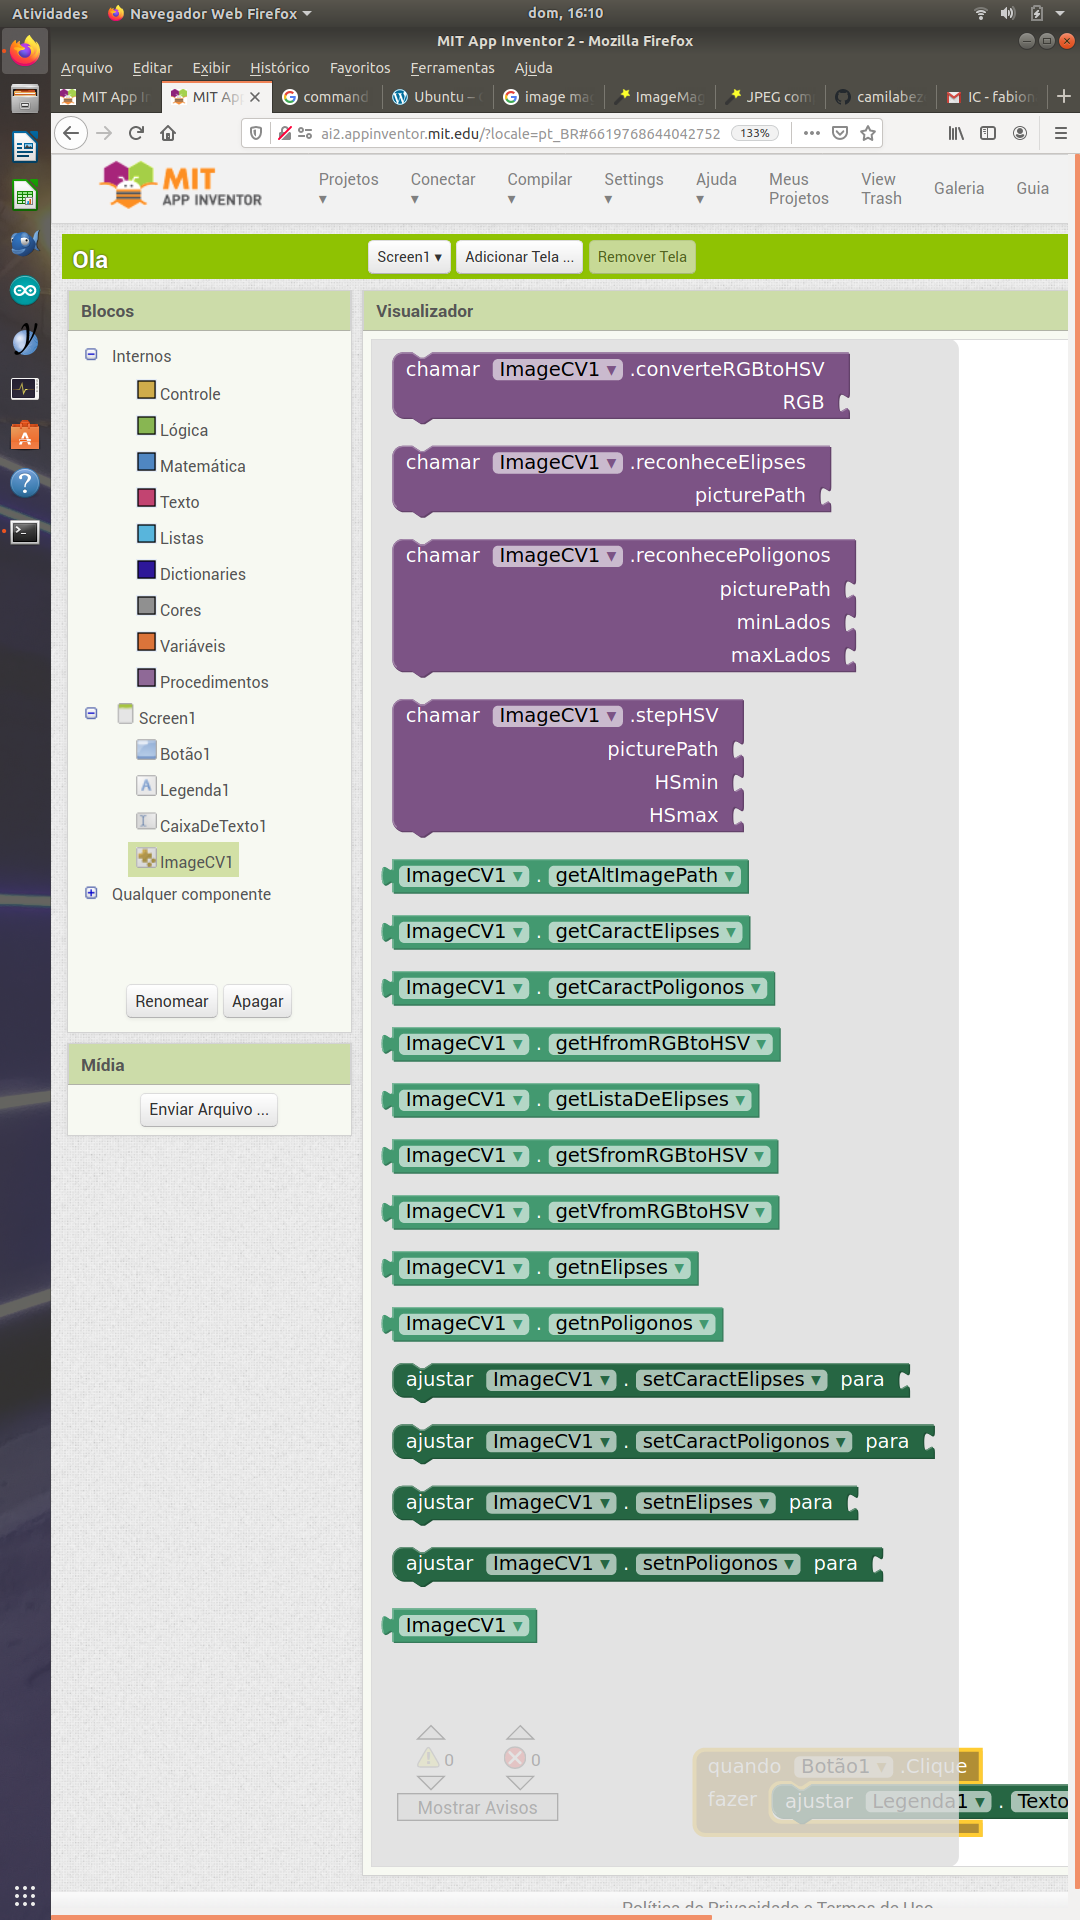 Atividades Navegador Web Firefox dom, 16:10
MIT App Inventor 2 - Mozilla Firefox
Arquivo Editar Exibir Histórico Favoritos Ferramentas Ajuda
MIT App In MIT Ap command Ubuntu – image ma ImageMag JPEG com camilabez IC - fabion
ai2.appinventor.mit.edu/?locale=pt_BR#6619768644042752 133%
MIT
APP INVENTOR
Projetos Conectar Compilar Settings Ajuda Meus Projetos View Trash Galeria Guia
Ola Screen1 Adicionar Tela ... Remover Tela
Blocos
Internos
Controle
Lógica
Matemática
Texto
Listas
Dictionaries
Cores
Variáveis
Procedimentos
Screen1
Botão1
Legenda1
CaixaDeTexto1
ImageCV1
Qualquer componente
Renomear Apagar
Mídia
Enviar Arquivo ...
Visualizador
chamar ImageCV1 .converteRGBtoHSV
RGB
chamar ImageCV1 .reconheceElipses
picturePath
chamar ImageCV1 .reconhecePoligonos
picturePath
minLados
maxLados
chamar ImageCV1 .stepHSV
picturePath
HSmin
HSmax
ImageCV1 . getAltImagePath
ImageCV1 . getCaractElipses
ImageCV1 . getCaractPoligonos
ImageCV1 . getHfromRGBtoHSV
ImageCV1 . getListaDeElipses
ImageCV1 . getSfromRGBtoHSV
ImageCV1 . getVfromRGBtoHSV
ImageCV1 . getnElipses
ImageCV1 . getnPoligonos
ajustar ImageCV1 . setCaractElipses para
ajustar ImageCV1 . setCaractPoligonos para
ajustar ImageCV1 . setnElipses para
ajustar ImageCV1 . setnPoligonos para
ImageCV1
0 0
Mostrar Avisos
quando Botão1 .Clique
fazer ajustar Legenda1 . Texto
Política de Privacidade e Termos de Uso